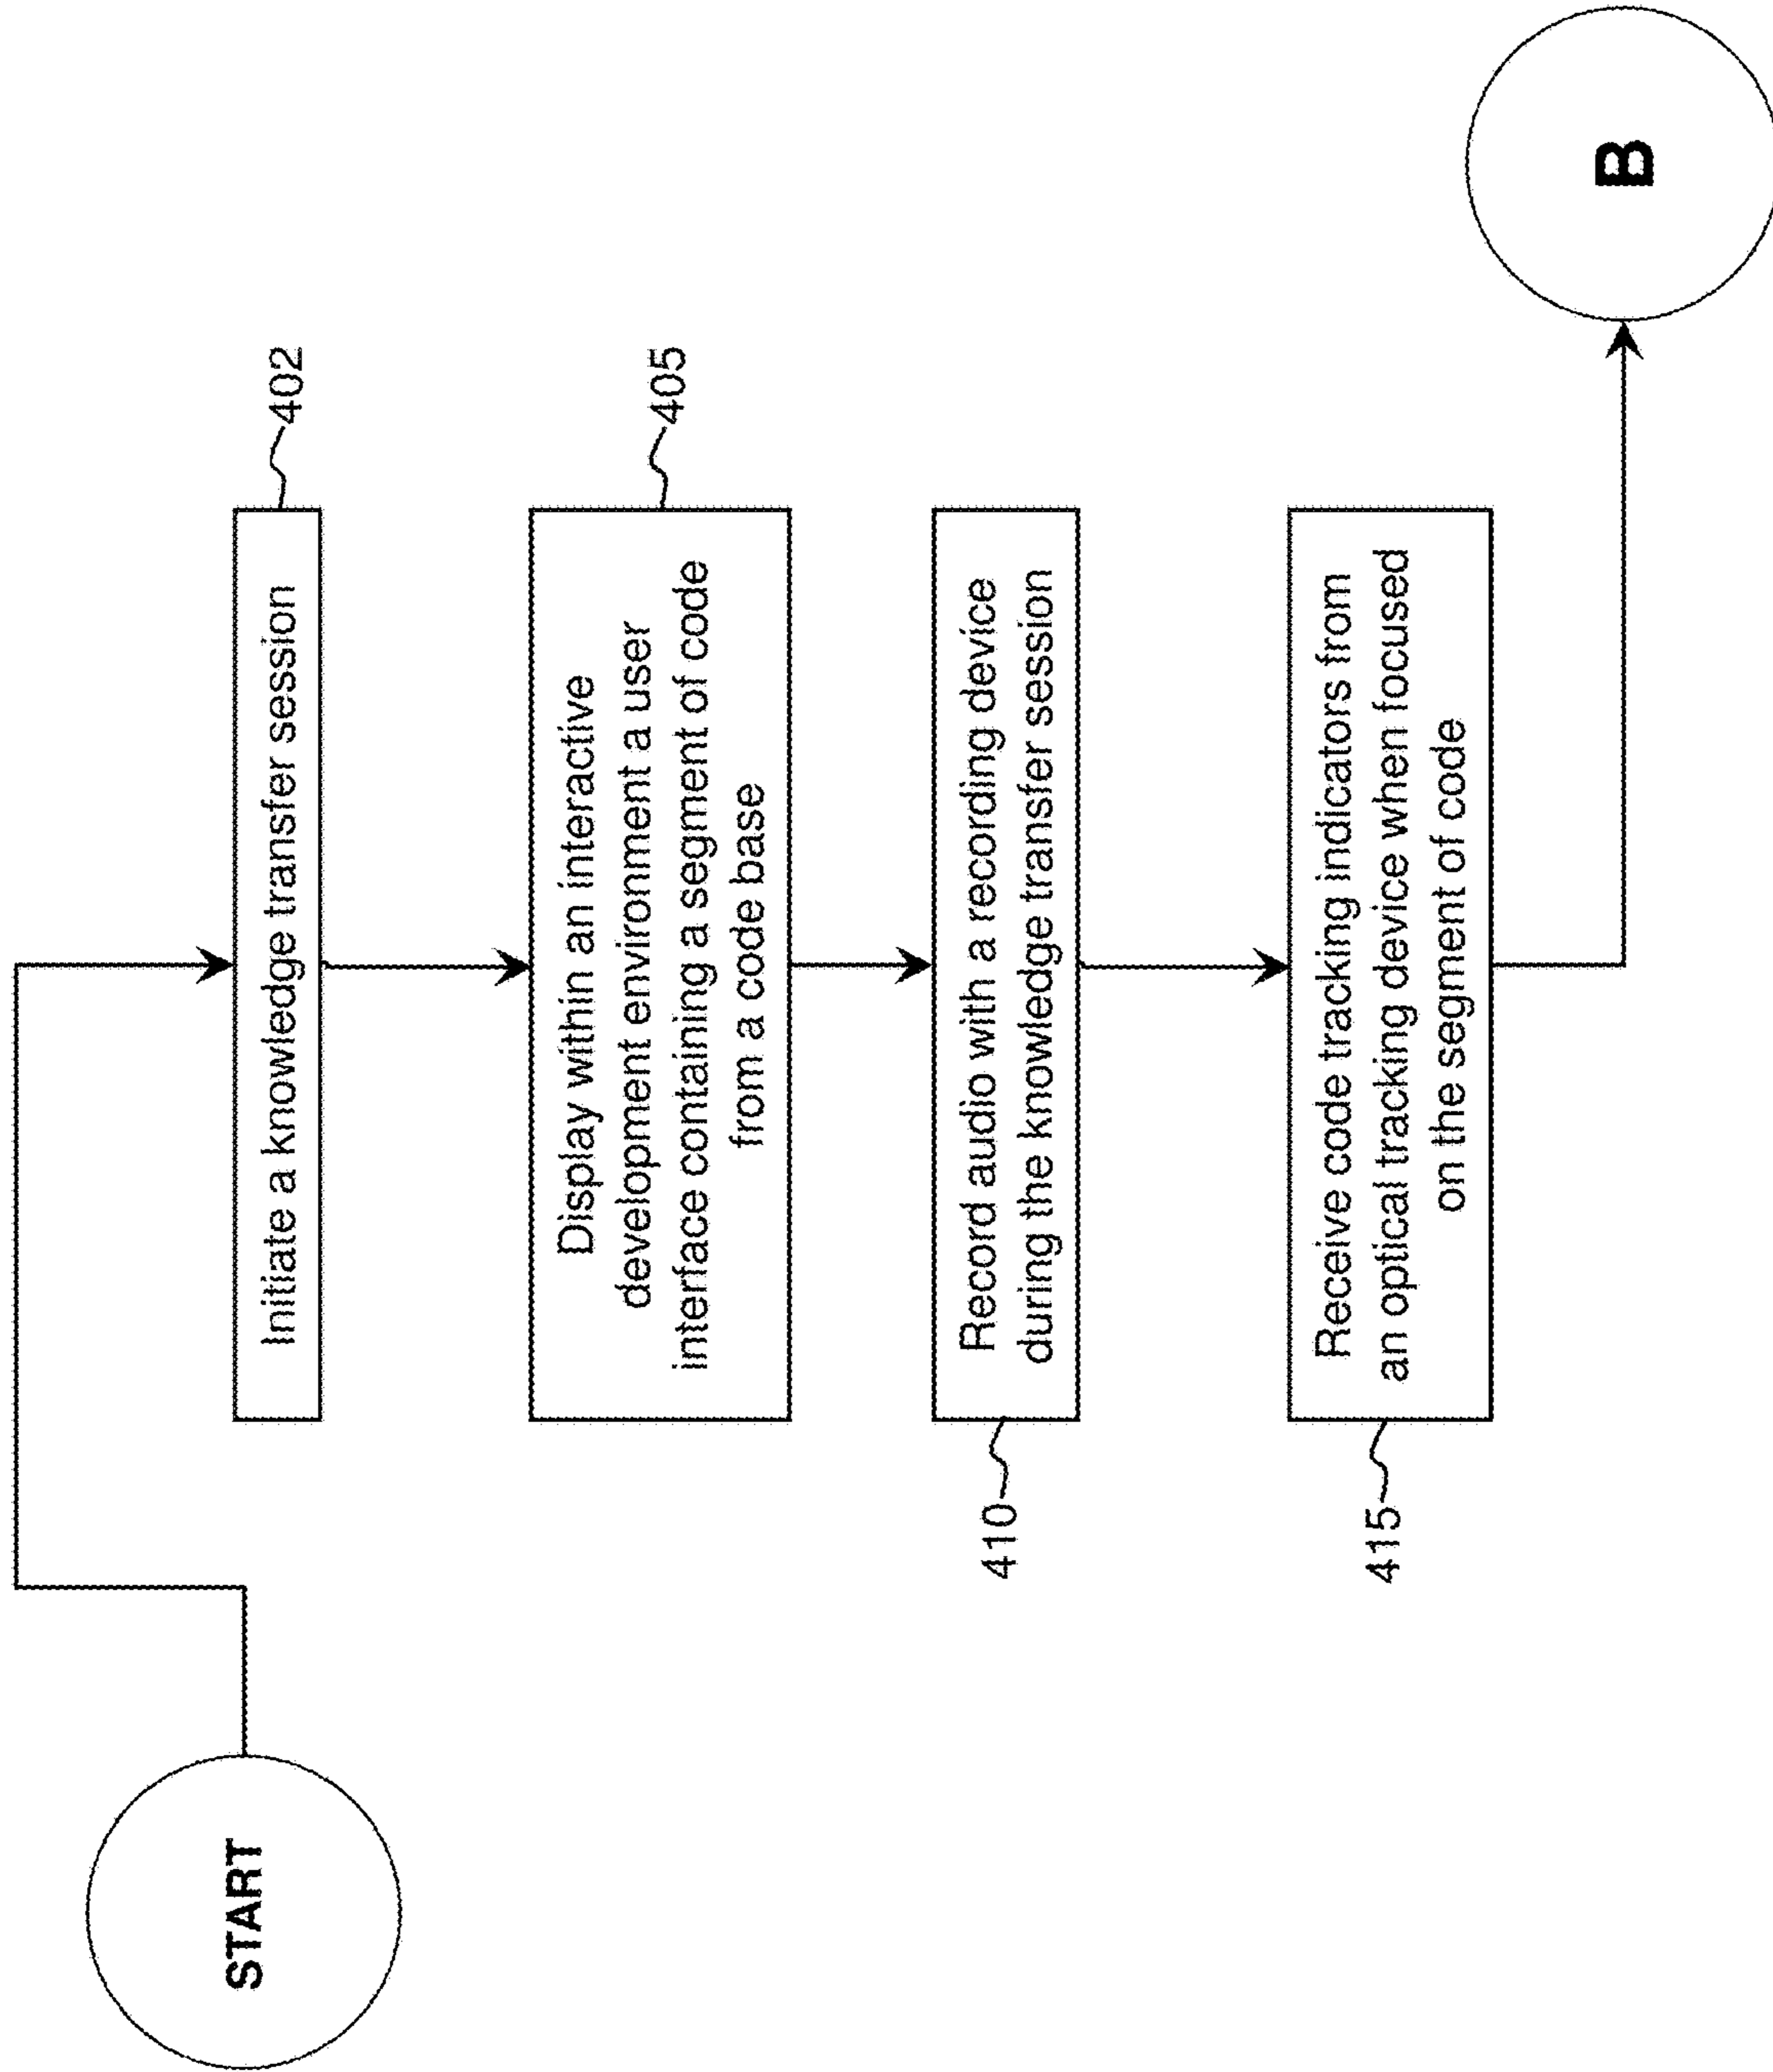 START
Initiate a knowledge transfer session
402
Display within an interactive
development environment a user
interface containing a segment of code
from a code base
405
Record audio with a recording device
during the knowledge transfer session
410
Receive code tracking indicators from
an optical tracking device when focused
on the segment of code
415
B